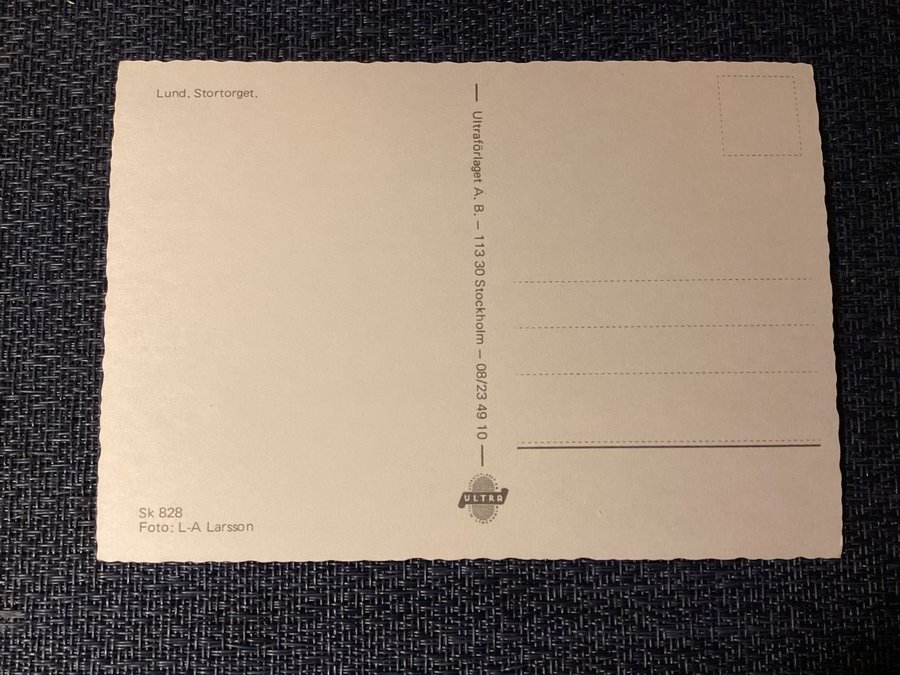 Lund. Stortorget.
Sk 828
Foto: L-A Larsson
Ultraförlaget A. B. – 113 30 Stockholm – 08/23 49 10
ULTRA